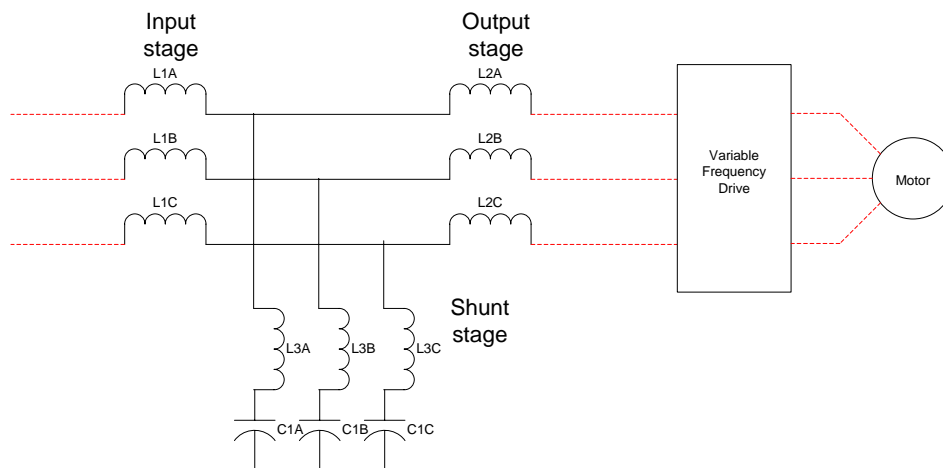 Input
stage
Output
stage
L1A
L2A
L1B
L2B
L1C
L2C
Variable
Frequency
Drive
Motor
Shunt
stage
L3A
L3B
L3C
C1A
C1B
C1C